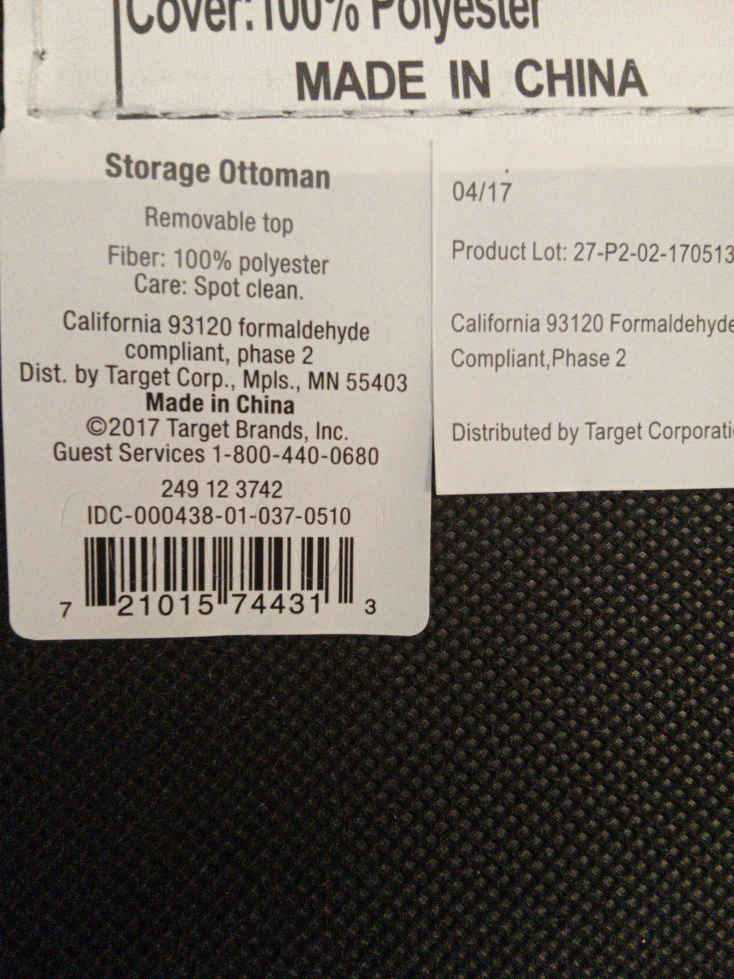 Cover: 100% Polyester
MADE IN CHINA
Storage Ottoman
Removable top
Fiber: 100% polyester
Care: Spot clean.
California 93120 formaldehyde
compliant, phase 2
Dist. by Target Corp., Mpls., MN 55403
Made in China
©2017 Target Brands, Inc.
Guest Services 1-800-440-0680
249 12 3742
IDC-000438-01-037-0510
7 21015 74431 3
04/17
Product Lot: 27-P2-02-170513
California 93120 Formaldehyde
Compliant,Phase 2
Distributed by Target Corporati